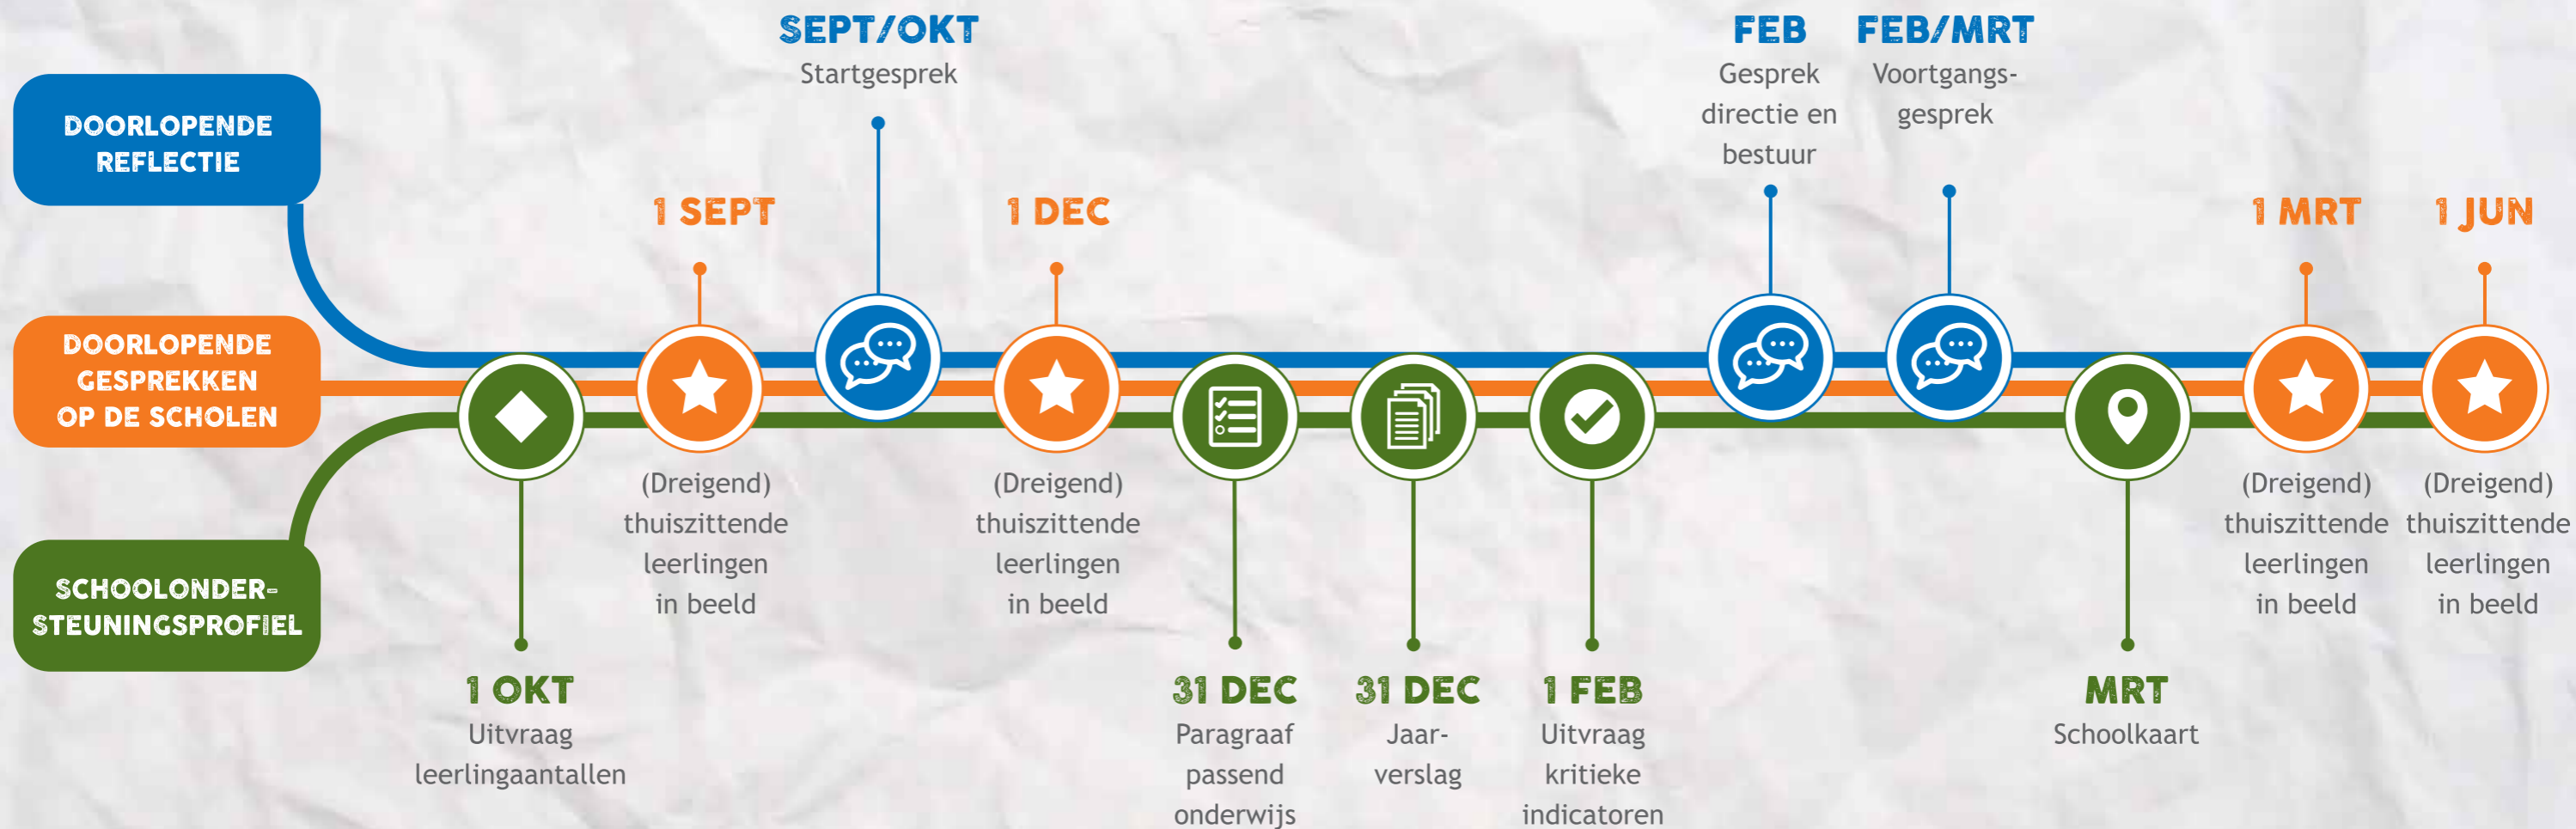 DOORLOPENDE
REFLECTIE
DOORLOPENDE
GESPREKKEN
OP DE SCHOLEN
SCHOOLONDER-
STEUNINGSPROFIEL
1 OKT
Uitvraag
leerlingaantallen
1 SEPT
(Dreigend)
thuiszittende
leerlingen
in beeld
SEPT/OKT
Startgesprek
1 DEC
(Dreigend)
thuiszittende
leerlingen
in beeld
31 DEC
Paragraaf
passend
onderwijs
31 DEC
Jaar-
verslag
1 FEB
Uitvraag
kritieke
indicatoren
FEB
Gesprek
directie en
bestuur
FEB/MRT
Voortgangs-
gesprek
MRT
Schoolkaart
1 MRT
(Dreigend)
thuiszittende
leerlingen
in beeld
1 JUN
(Dreigend)
thuiszittende
leerlingen
in beeld